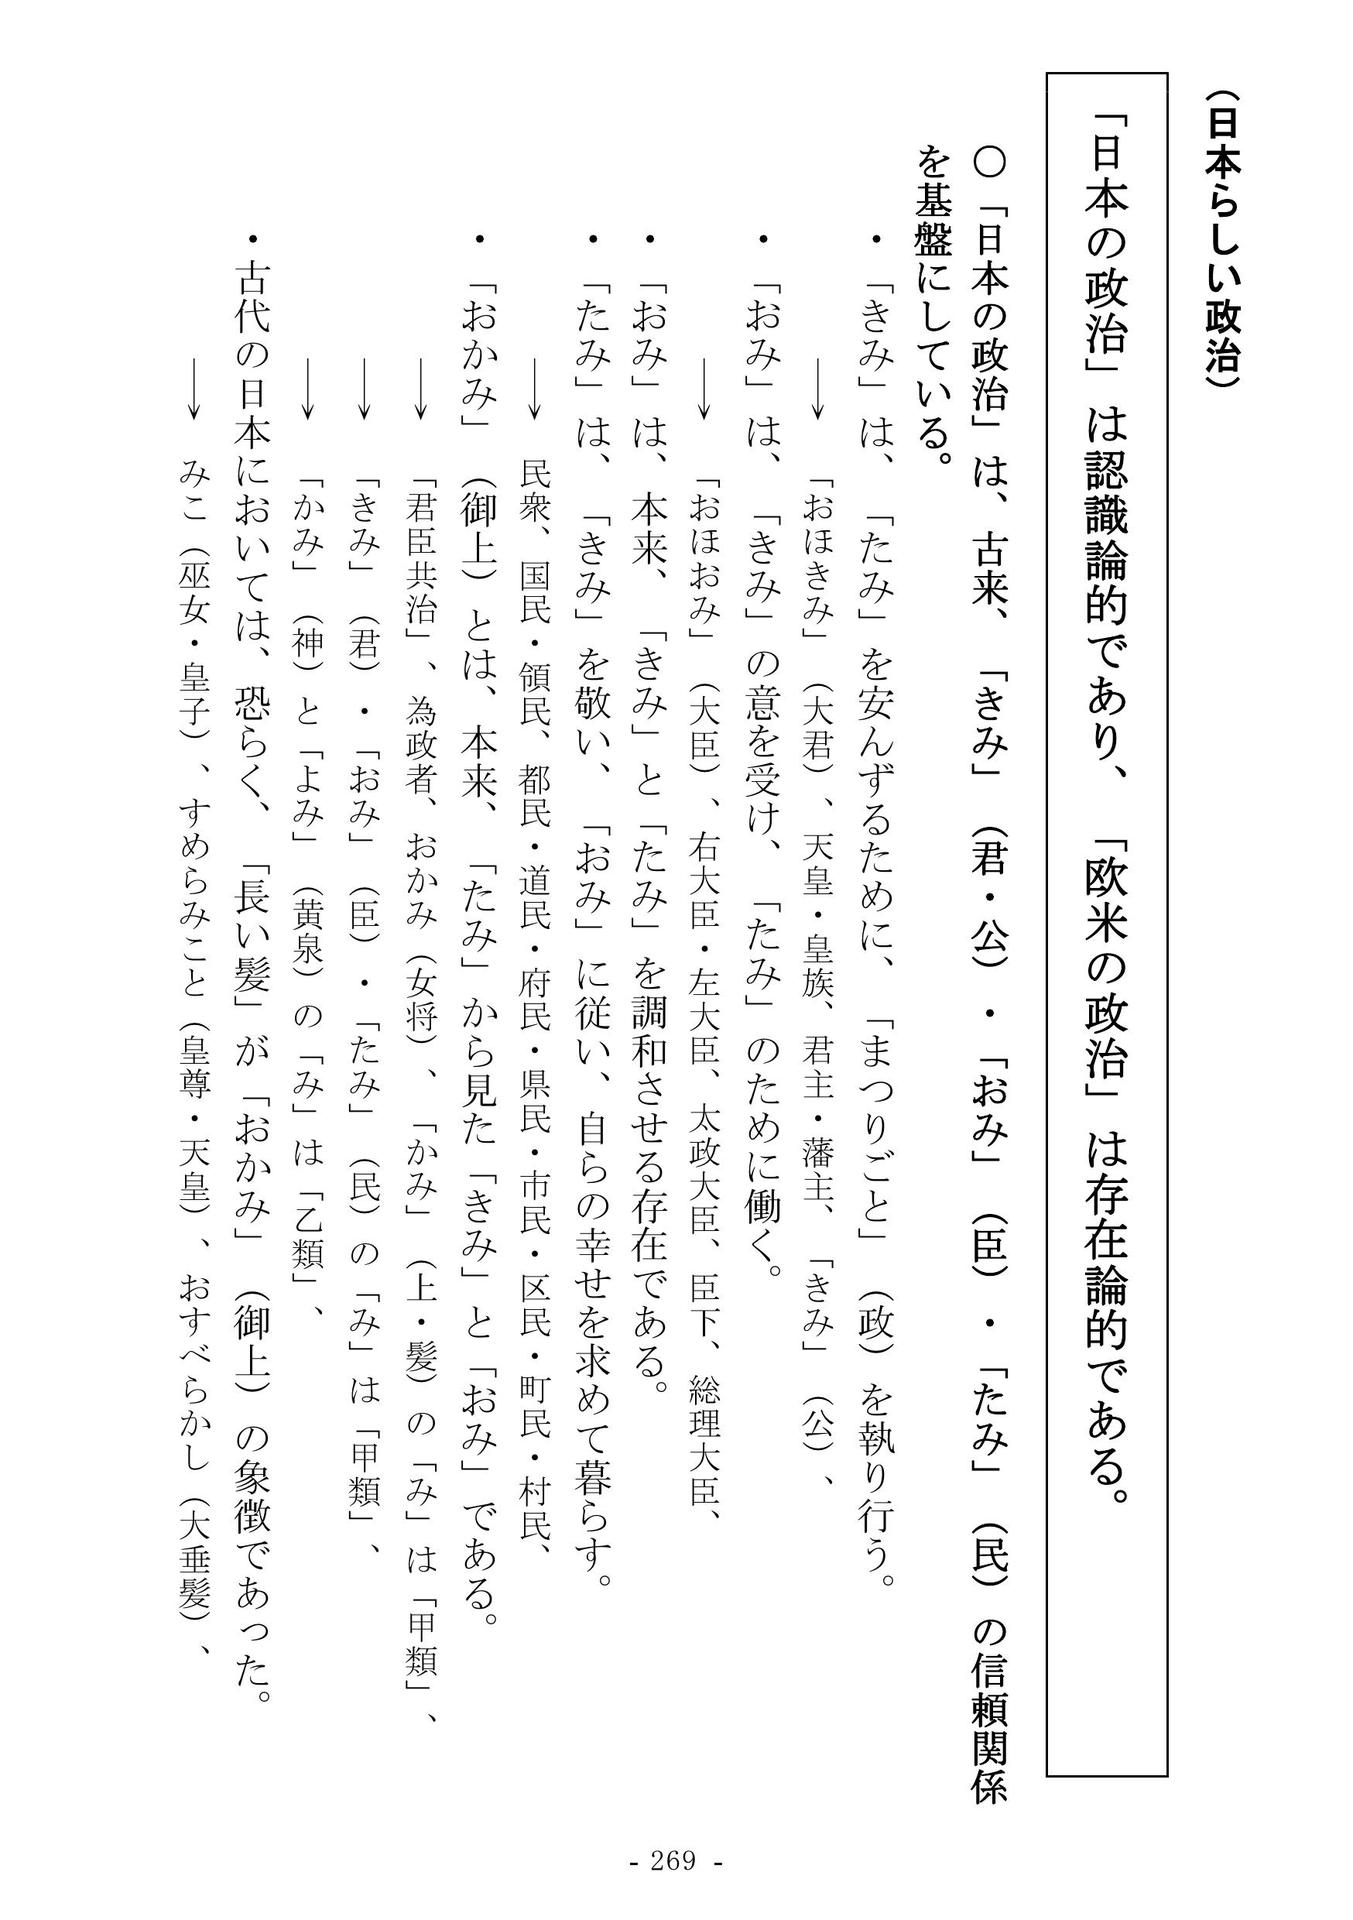 （日本らしい政治）
「日本の政治」は認識論的であり、「欧米の政治」は存在論的である。
〇「日本の政治」は、古来、「きみ」（君・公）・「おみ」（臣）・「たみ」（民）の信頼関係
を基盤にしている。
・「きみ」は、「たみ」を安んずるために、「まつりごと」（政）を執り行う。
→「おほきみ」（大君）、天皇・皇族、君主・藩主、「きみ」（公）、
・「おみ」は、「きみ」の意を受け、「たみ」のために働く。
→「おほおみ」（大臣）、右大臣・左大臣、太政大臣、臣下、総理大臣、
・「おみ」は、本来、「きみ」と「たみ」を調和させる存在である。
・「たみ」は、「きみ」を敬い、「おみ」に従い、自らの幸せを求めて暮らす。
→民衆、国民・領民、都民・道民・府民・県民・市民・区民・町民・村民、
・「おかみ」（御上）とは、本来、「たみ」から見た「きみ」と「おみ」である。
→「君臣共治」、為政者、おかみ（女将）、「かみ」（上・髪）の「み」は「甲類」、
→「きみ」（君）・「おみ」（臣）・「たみ」（民）の「み」は「甲類」、
→「かみ」（神）と「よみ」（黄泉）の「み」は「乙類」、
・古代の日本においては、恐らく、「長い髪」が「おかみ」（御上）の象徴であった。
→みこ（巫女・皇子）、すめらみこと（皇尊・天皇）、おすべらかし（大垂髪）、
- 269 -